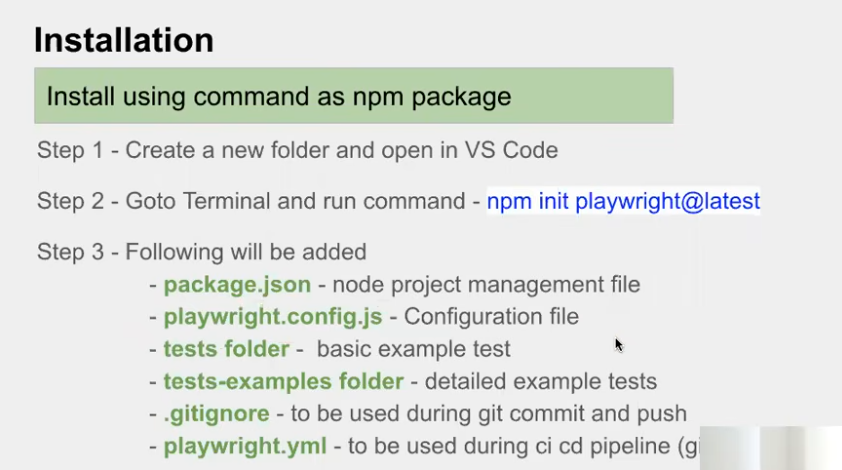 Installation
Install using command as npm package
Step 1 - Create a new folder and open in VS Code
Step 2 - Goto Terminal and run command - npm init playwright@latest
Step 3 - Following will be added
- package.json - node project management file
- playwright.config.js - Configuration file
- tests folder -  basic example test
- tests-examples folder - detailed example tests
- .gitignore - to be used during git commit and push
- playwright.yml - to be used during ci cd pipeline